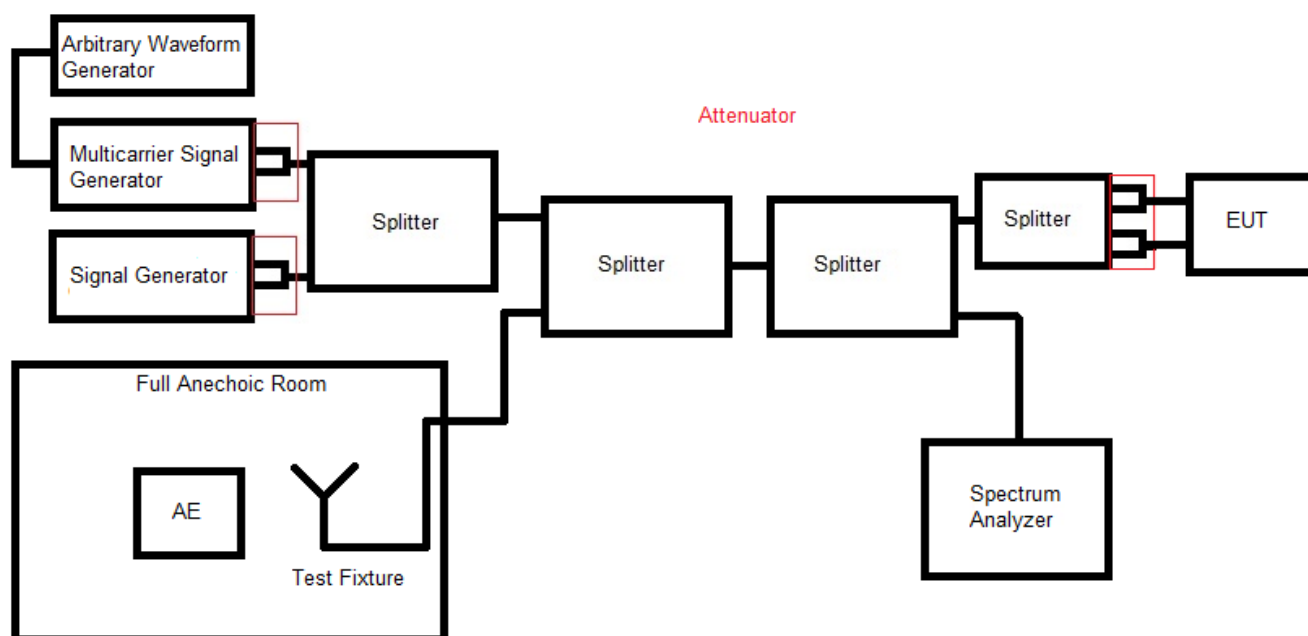 Arbitrary Waveform
Generator
Attenuator
Multicarrier Signal
Generator
Splitter
Splitter
EUT
Signal Generator
Splitter
Splitter
Full Anechoic Room
AE
Spectrum
Analyzer
Test Fixture